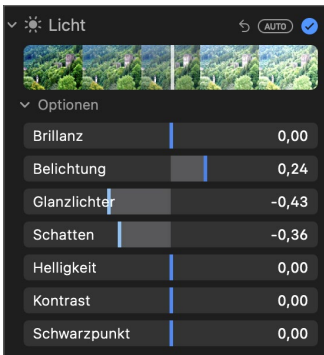 Licht AUTO
Optionen
Brillanz 0,00
Belichtung 0,24
Glanzlichter -0,43
Schatten -0,36
Helligkeit 0,00
Kontrast 0,00
Schwarzpunkt 0,00